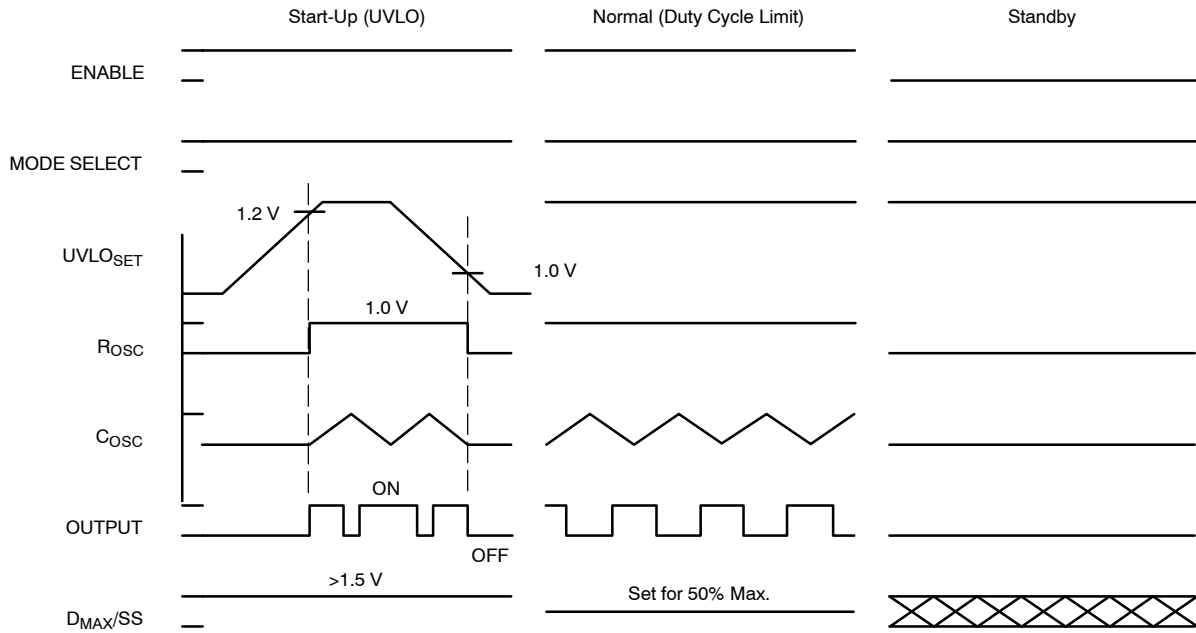 Start-Up (UVLO) Normal (Duty Cycle Limit) Standby
ENABLE
MODE SELECT
1.2 V
UVLOSET
1.0 V
1.0 V
ROSC
COSC
ON
OUTPUT
OFF
>1.5 V
Set for 50% Max.
DMAX/SS